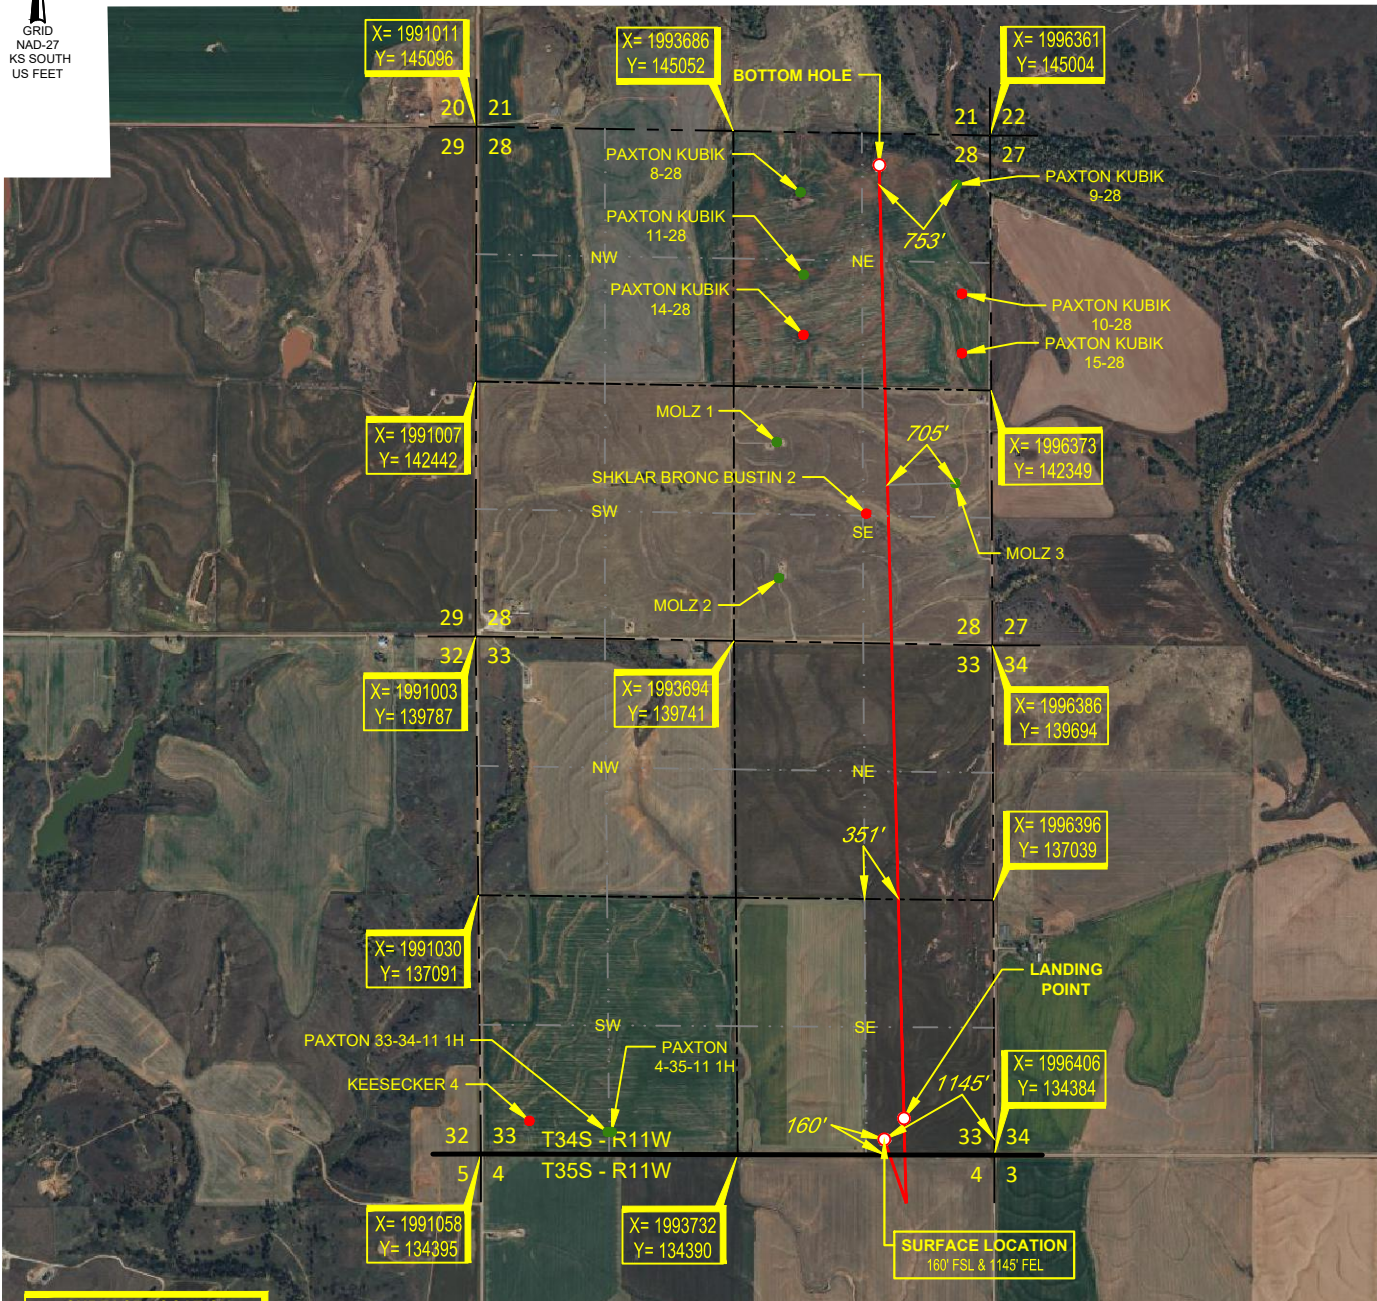 GRID
NAD-27
KS SOUTH
US FEET
X= 1991011
Y= 145096
X= 1993686
Y= 145052
X= 1996361
Y= 145004
BOTTOM HOLE
20 21
21 22
29 28
28 27
PAXTON KUBIK
8-28
PAXTON KUBIK
9-28
PAXTON KUBIK
11-28
753'
NW
NE
PAXTON KUBIK
14-28
PAXTON KUBIK
10-28
PAXTON KUBIK
15-28
MOLZ 1
X= 1991007
Y= 142442
705'
X= 1996373
Y= 142349
SHKLAR BRONC BUSTIN 2
SW
SE
MOLZ 3
MOLZ 2
29 28
28 27
32 33
33 34
X= 1991003
Y= 139787
X= 1993694
Y= 139741
X= 1996386
Y= 139694
NW
NE
351'
X= 1996396
Y= 137039
X= 1991030
Y= 137091
LANDING
POINT
SW
SE
PAXTON 33-34-11 1H
PAXTON
4-35-11 1H
KEESECKER 4
1145'
X= 1996406
Y= 134384
160'
32 33
T34S - R11W
33 34
5 4
T35S - R11W
4 3
X= 1991058
Y= 134395
X= 1993732
Y= 134390
SURFACE LOCATION
160' FSL & 1145' FEL